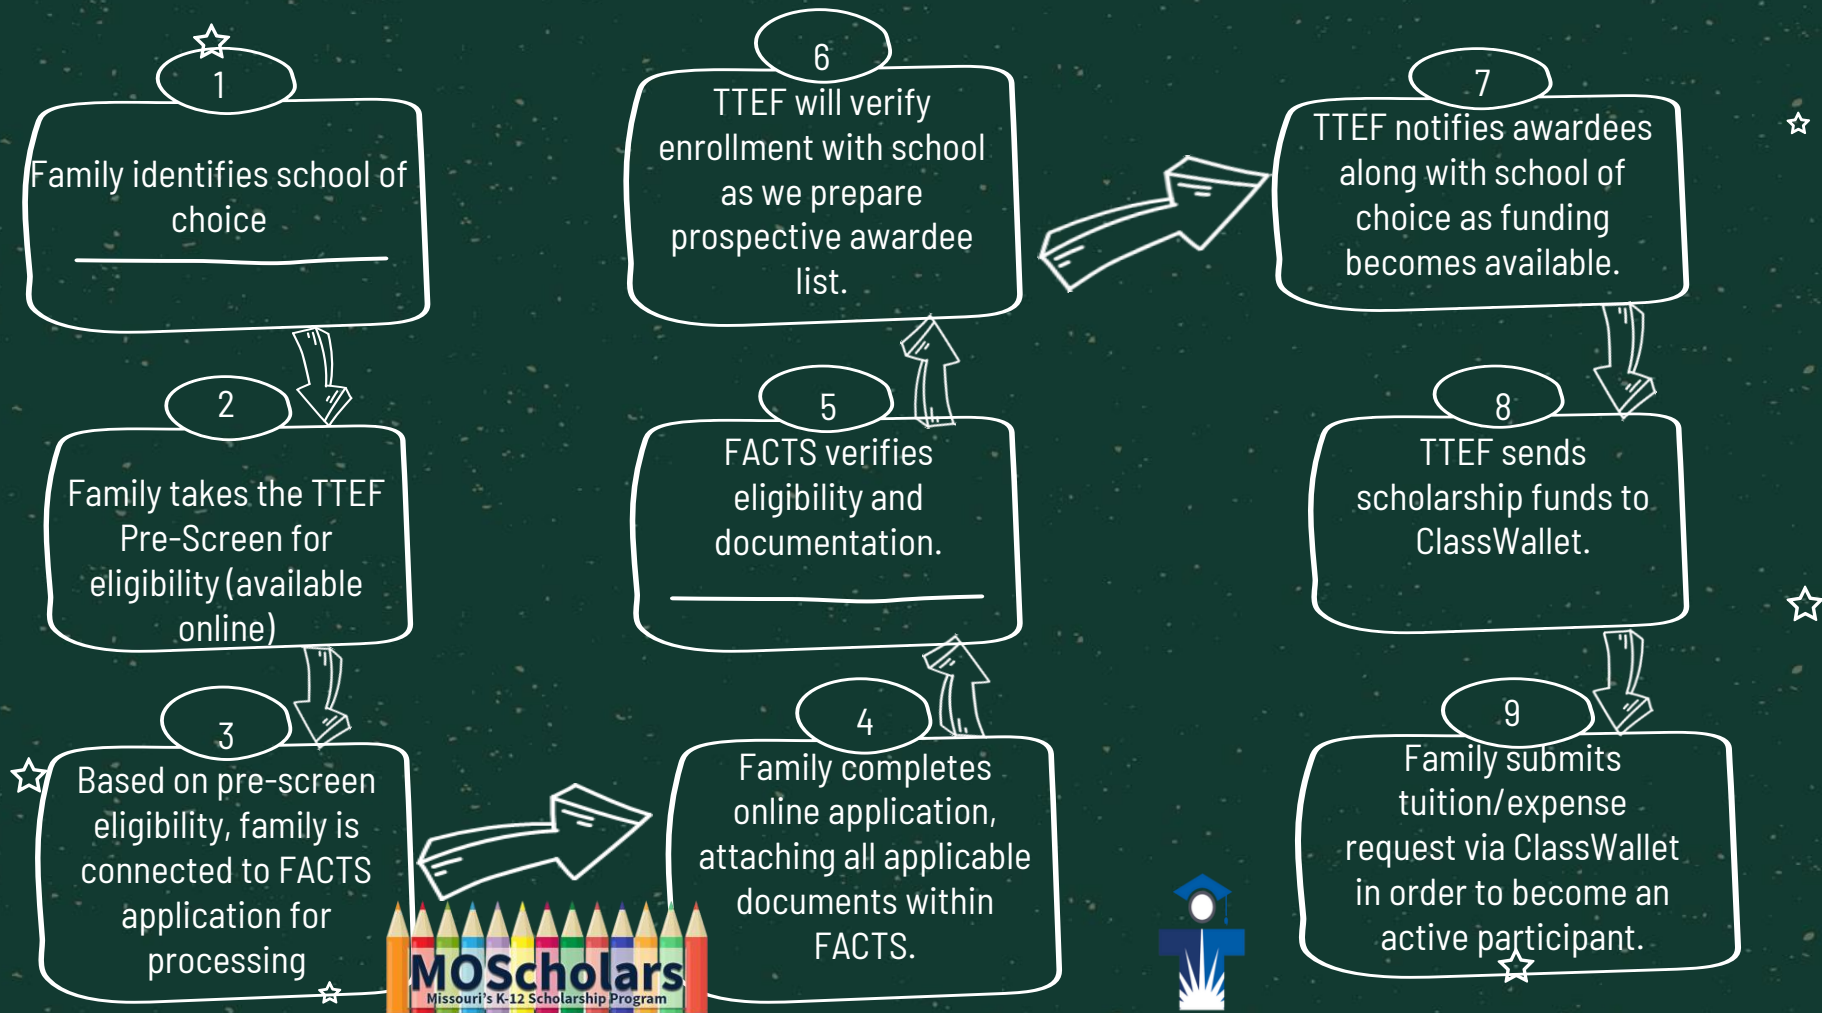 1
Family identifies school of
choice
2
Family takes the TTEF
Pre-Screen for
eligibility (available
online)
3
Based on pre-screen
eligibility, family is
connected to FACTS
application for
processing
4
Family completes
online application,
attaching all applicable
documents within
FACTS.
5
FACTS verifies
eligibility and
documentation.
6
TTEF will verify
enrollment with school
as we prepare
prospective awardee
list.
7
TTEF notifies awardees
along with school of
choice as funding
becomes available.
8
TTEF sends
scholarship funds to
ClassWallet.
9
Family submits
tuition/expense
request via ClassWallet
in order to become an
active participant.
MOScholars
Missouri's K-12 Scholarship Program